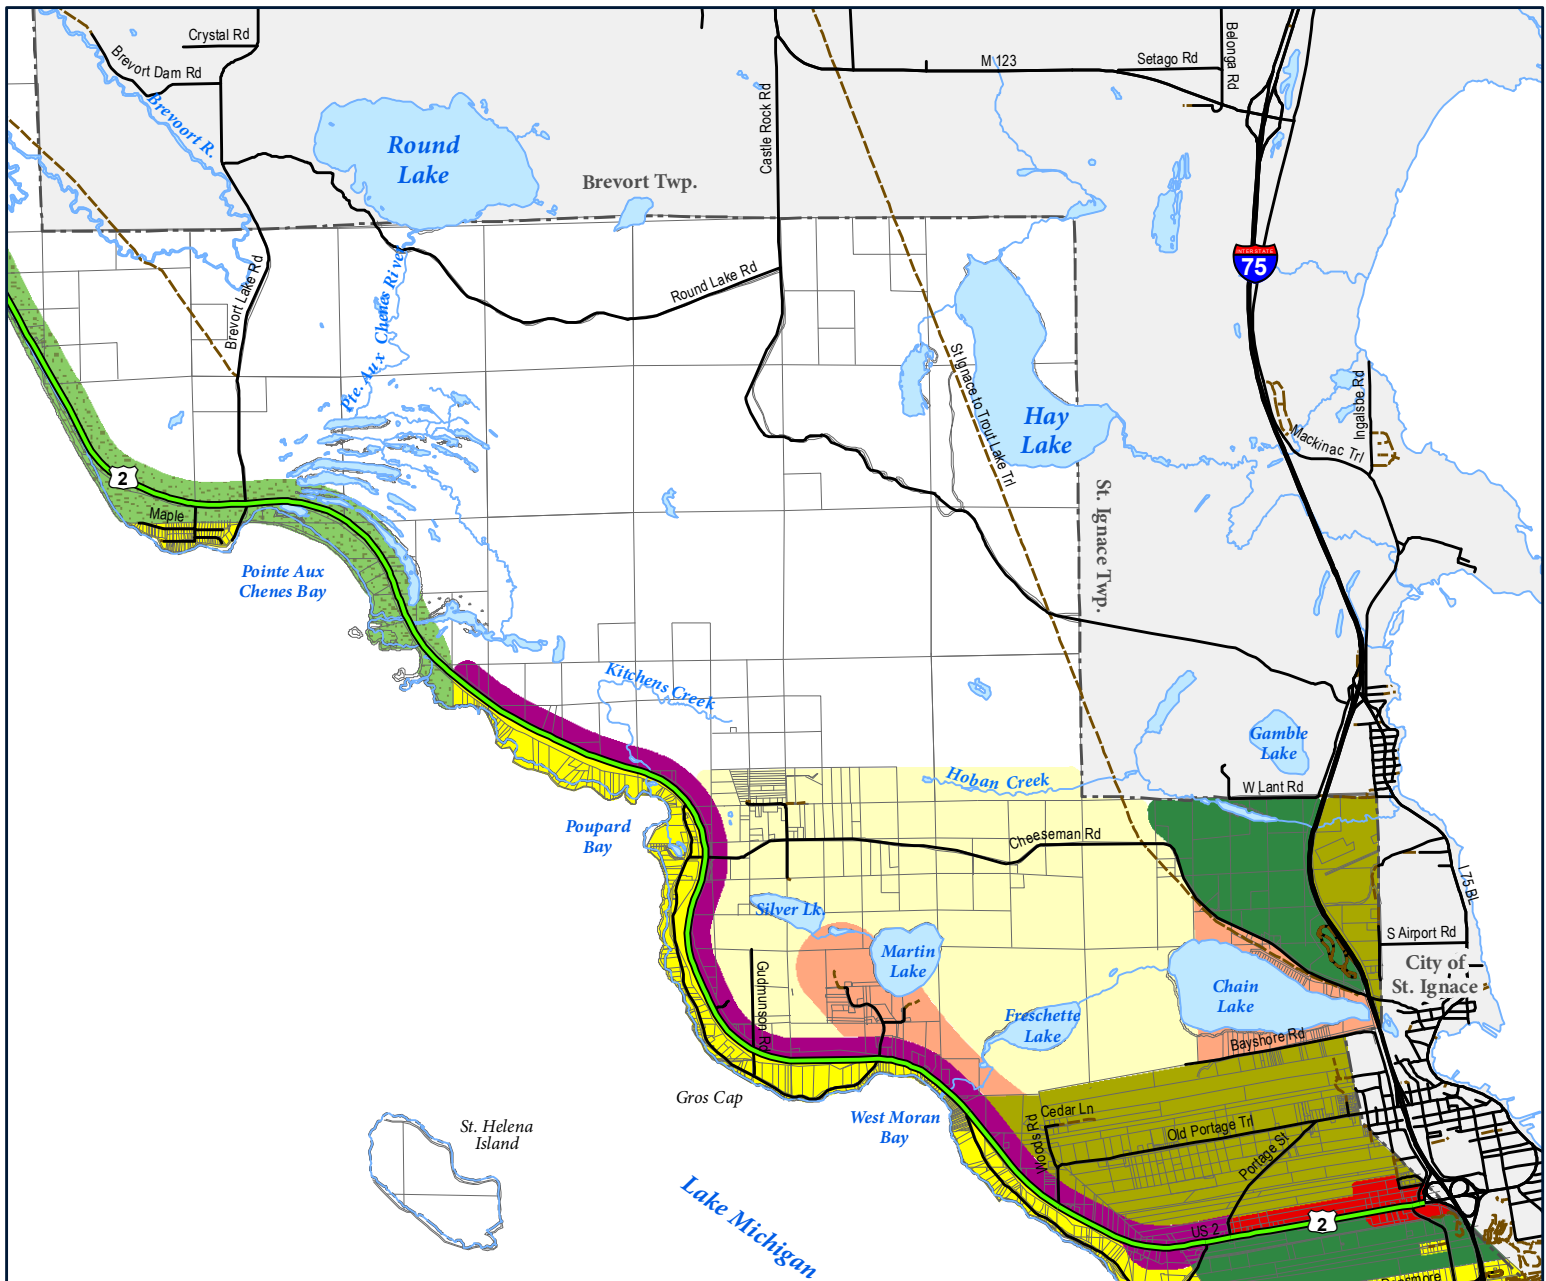 Crystal Rd
Brevort Dam Rd
Brevoort R.
Round
Lake
Brevort Twp.
Castle Rock Rd
M 123
Setago Rd
Belonga Rd
INTERSTATE
75
Brevort Lake Rd
Pte. Aux Chenes River
Round Lake Rd
St Ignace to Trout Lake Trl
Hay
Lake
Ingalsbe Rd
Mackinac Trl
St. Ignace Twp.
2
Maple
Pointe Aux
Chenes Bay
Kitchens Creek
Gamble
Lake
Hoban Creek
W Lant Rd
Poupard
Bay
Cheeseman Rd
I 75 BL
Silver Lk.
Martin
Lake
S Airport Rd
City of
St. Ignace
Chain
Lake
Gudmunson Rd
Freschette
Lake
Bayshore Rd
Gros Cap
West Moran
Bay
Cedar Ln
Woods Rd
Old Portage Trl
Portage St
St. Helena
Island
Lake Michigan
US 2
2